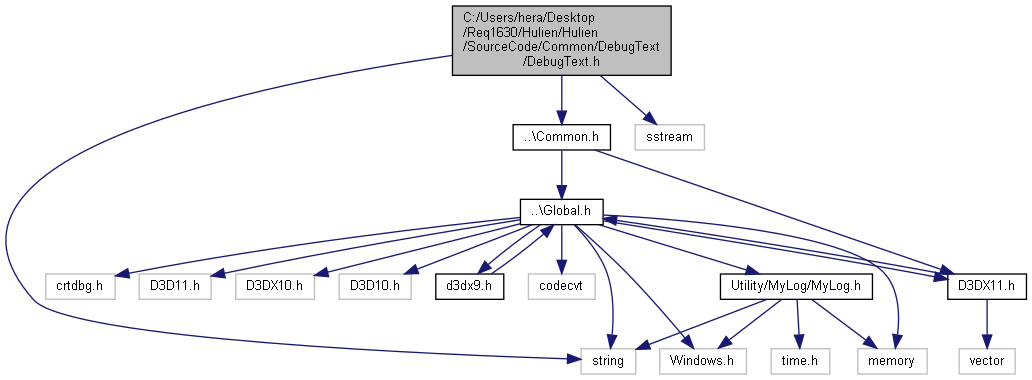 C:/Users/hera/Desktop
/Req1630/Hulien/Hulien
/SourceCode/Common/DebugText
/DebugText.h
..\Common.h
sstream
..\Global.h
crtdbg.h
D3D11.h
D3DX10.h
D3D10.h
d3dx9.h
codecvt
Utility/MyLog/MyLog.h
D3DX11.h
string
Windows.h
time.h
memory
vector